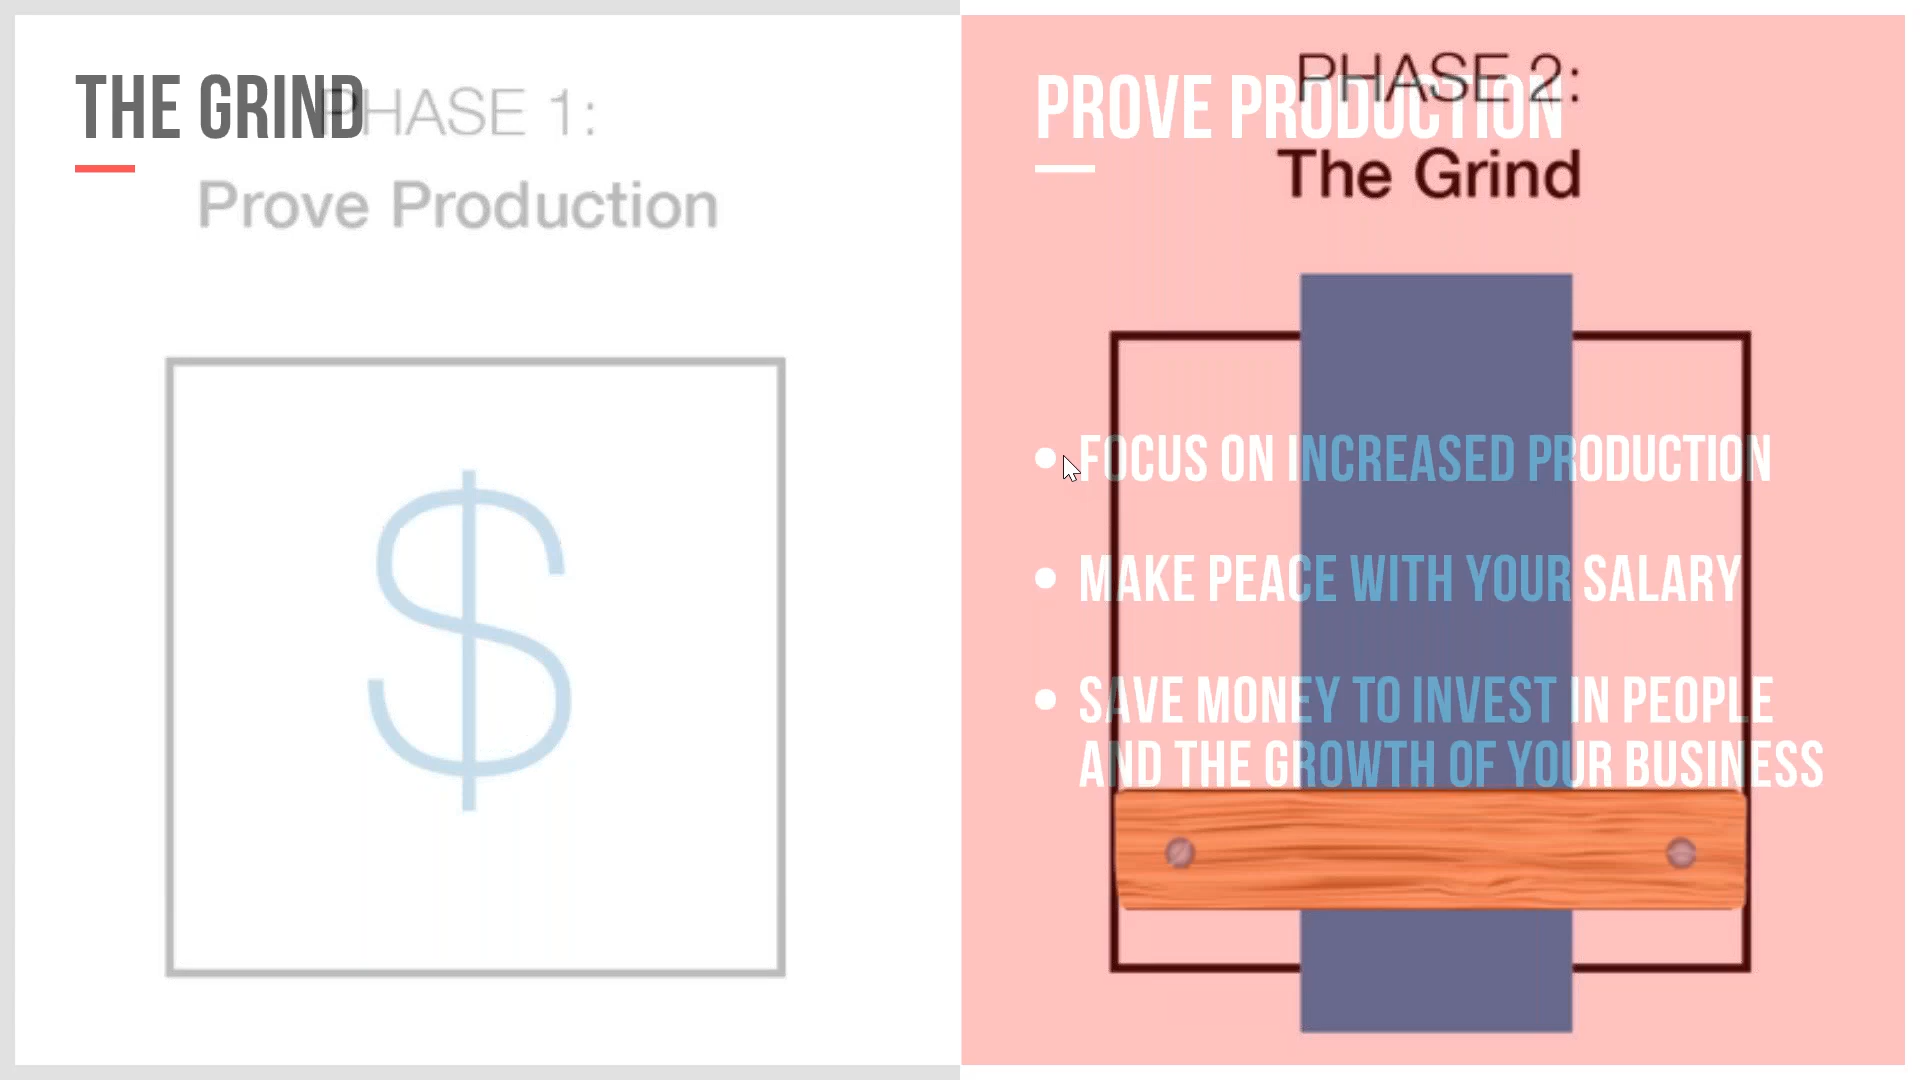 THE GRIND
PHASE 1:
Prove Production
$
PROVE PRODUCTION
PHASE 2:
The Grind
FOCUS ON INCREASED PRODUCTION
MAKE PEACE WITH YOUR SALARY
SAVE MONEY TO INVEST IN PEOPLE
AND THE GROWTH OF YOUR BUSINESS